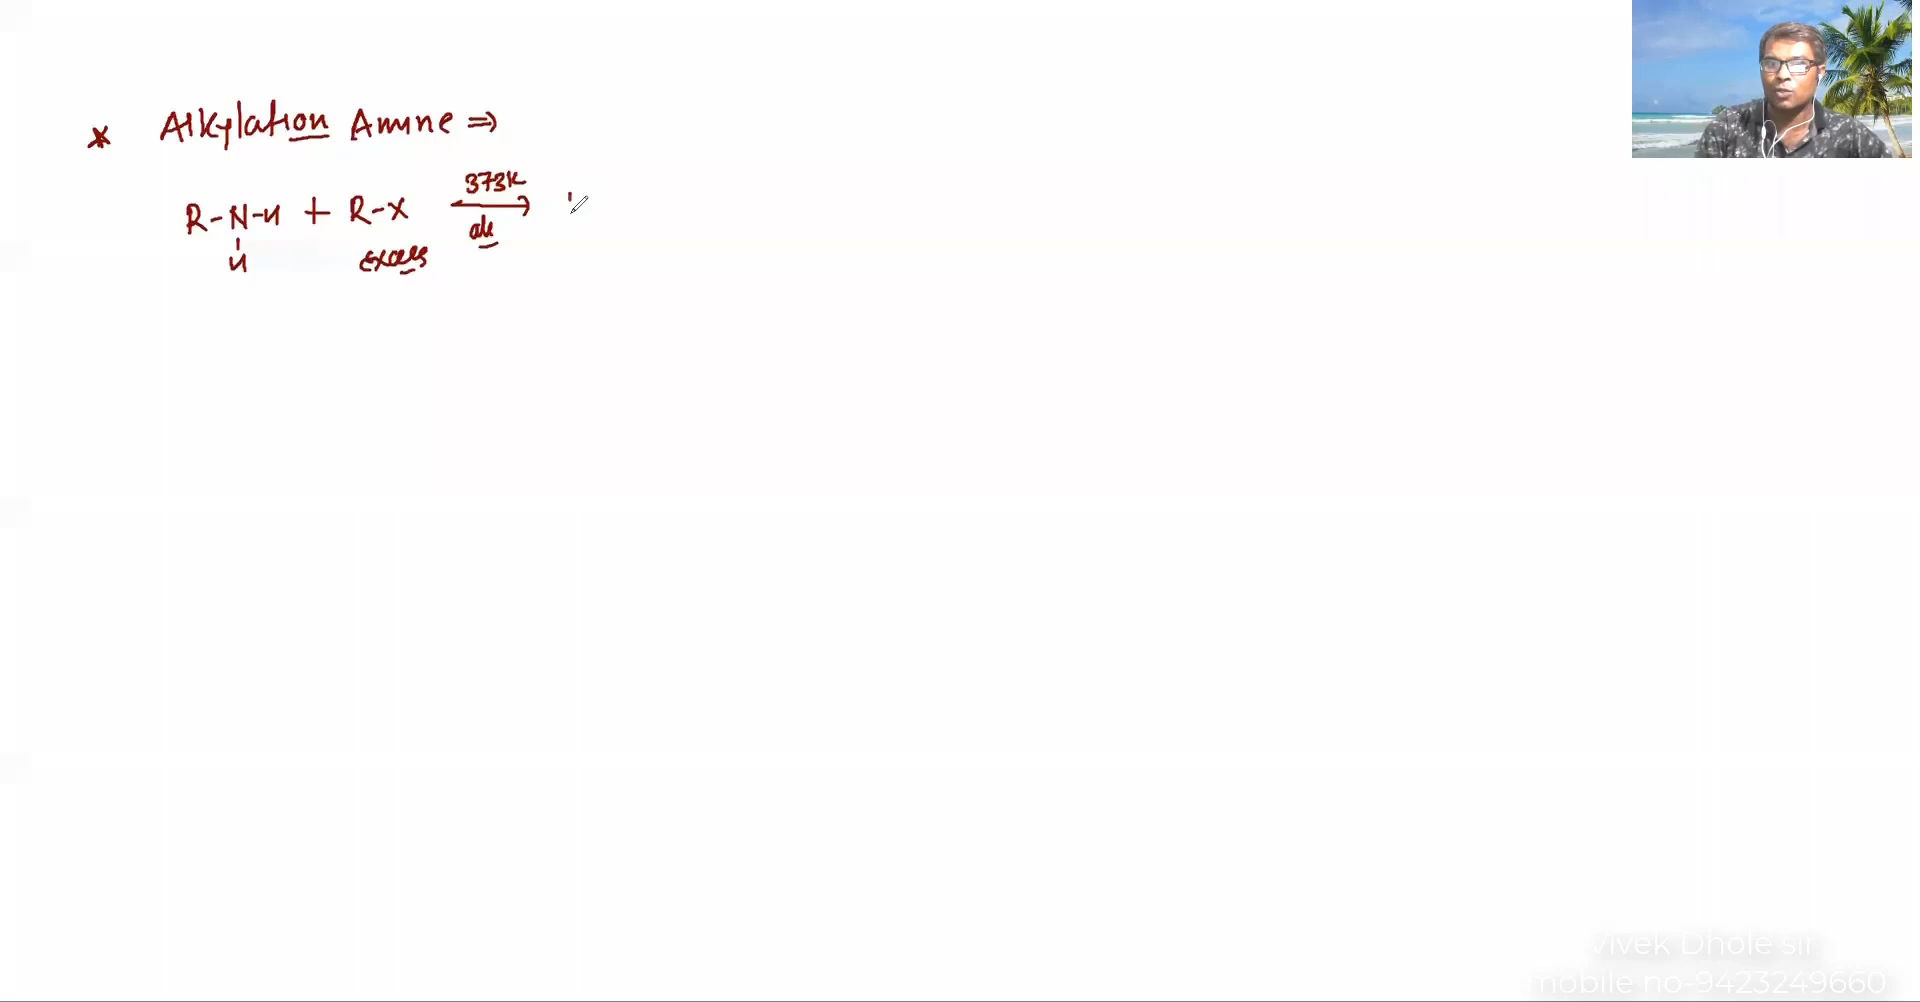 * Alkylation Amine ⇒
373K
R-N-H + R-X ⟶
alc
H excess
Vivek Dhole sir
mobile no-9423249660